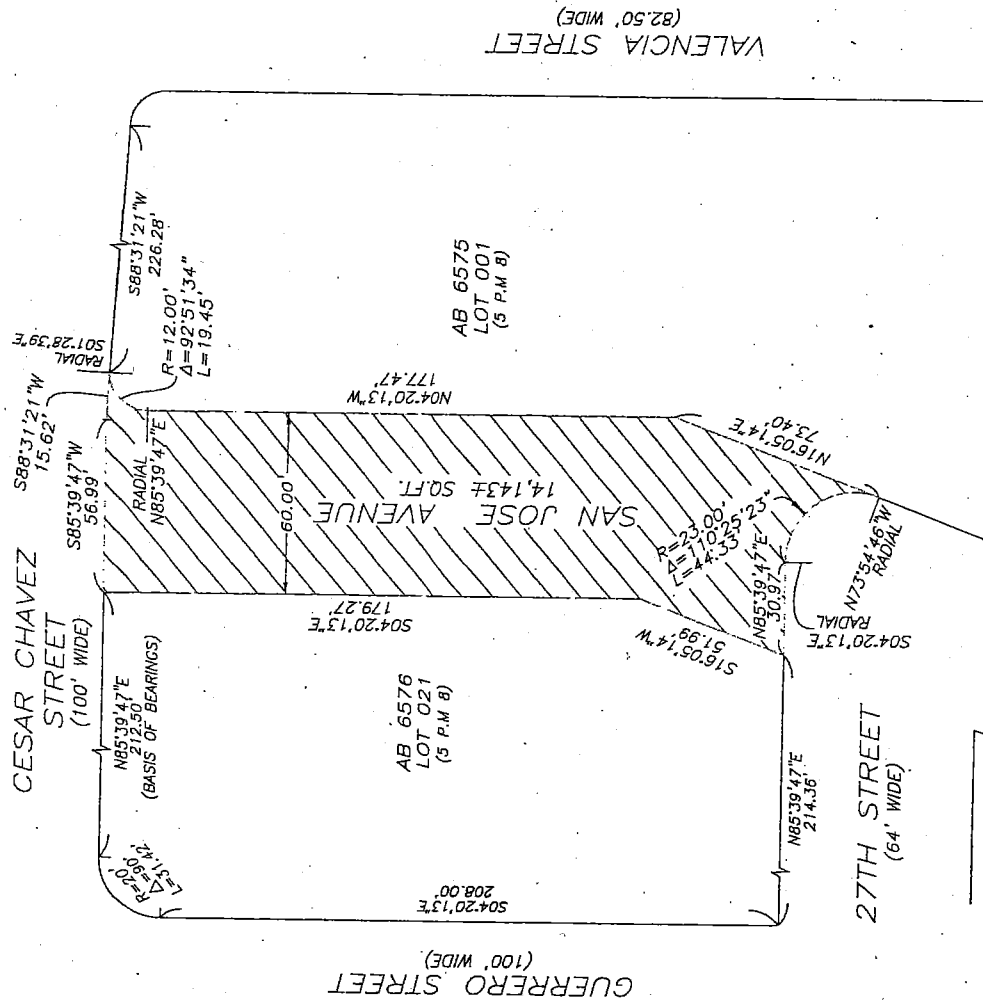 VALENCIA STREET
(82.50' WIDE)
CESAR CHAVEZ
STREET
(100' WIDE)
S88°31'21"W
15.62'
S01°28'39"E
RADIAL
S88°31'21"W
226.28'
R=12.00'
Δ=92°51'34"
L=19.45'
S85°39'47"W
56.99'
RADIAL
N85°39'47"E
N85°39'47"E
212.50'
(BASIS OF BEARINGS)
R=20'
Δ=90°
L=31.42'
60.00'
N04°20'13"W
177.47'
S04°20'13"E
179.27'
SAN JOSE AVENUE
14,143± SQ.FT.
AB 6575
LOT 001
(5 P.M 8)
AB 6576
LOT 021
(5 P.M 8)
N16°05'14"E
73.40'
R=23.00'
Δ=110°25'23"
L=44.33'
S16°05'14"W
51.99'
N85°39'47"E
30.97'
N73°54'46"W
RADIAL
S04°20'13"E
RADIAL
S04°20'13"E
208.00'
N85°39'47"E
214.36'
27TH STREET
(64' WIDE)
GUERRERO STREET
(100' WIDE)